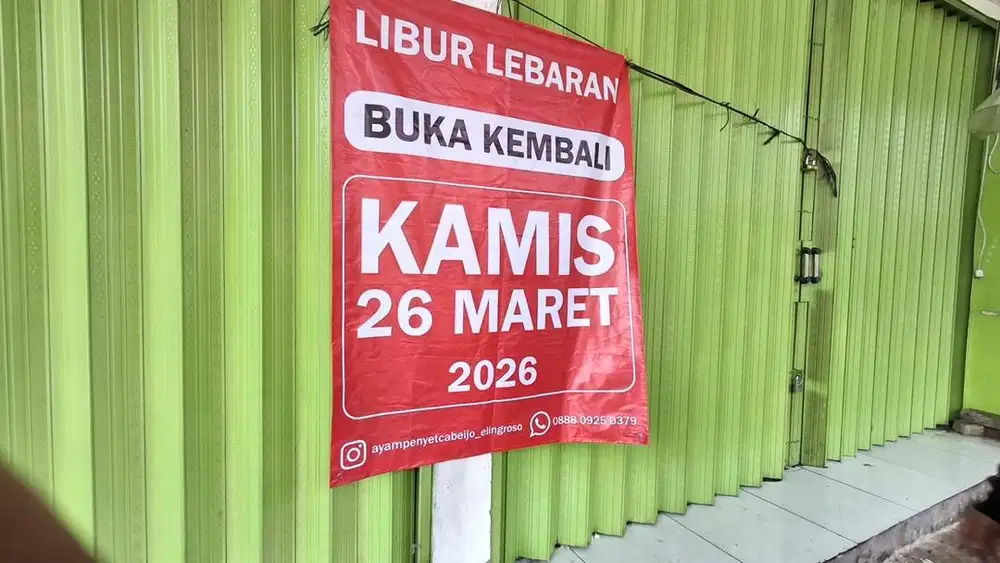 LIBUR LEBARAN
BUKA KEMBALI
KAMIS
26 MARET
2026
ayampenyetcabeijo_elingroso
0888 0925 0379